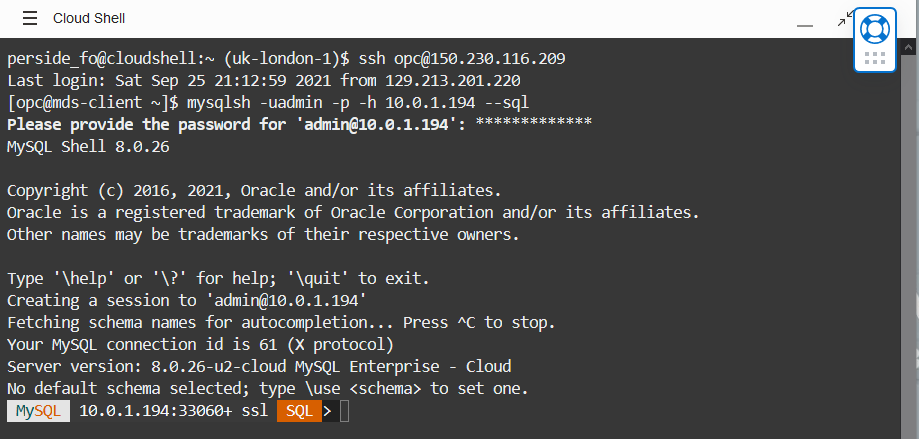 Cloud Shell
perside_fo@cloudshell:~ (uk-london-1)$ ssh opc@150.230.116.209
Last login: Sat Sep 25 21:12:59 2021 from 129.213.201.220
[opc@mds-client ~]$ mysqlsh -uadmin -p -h 10.0.1.194 --sql
Please provide the password for 'admin@10.0.1.194': *************
MySQL Shell 8.0.26
Copyright (c) 2016, 2021, Oracle and/or its affiliates.
Oracle is a registered trademark of Oracle Corporation and/or its affiliates.
Other names may be trademarks of their respective owners.
Type '\help' or '\?' for help; '\quit' to exit.
Creating a session to 'admin@10.0.1.194'
Fetching schema names for autocompletion... Press ^C to stop.
Your MySQL connection id is 61 (X protocol)
Server version: 8.0.26-u2-cloud MySQL Enterprise - Cloud
No default schema selected; type \use <schema> to set one.
MySQL 10.0.1.194:33060+ ssl SQL >